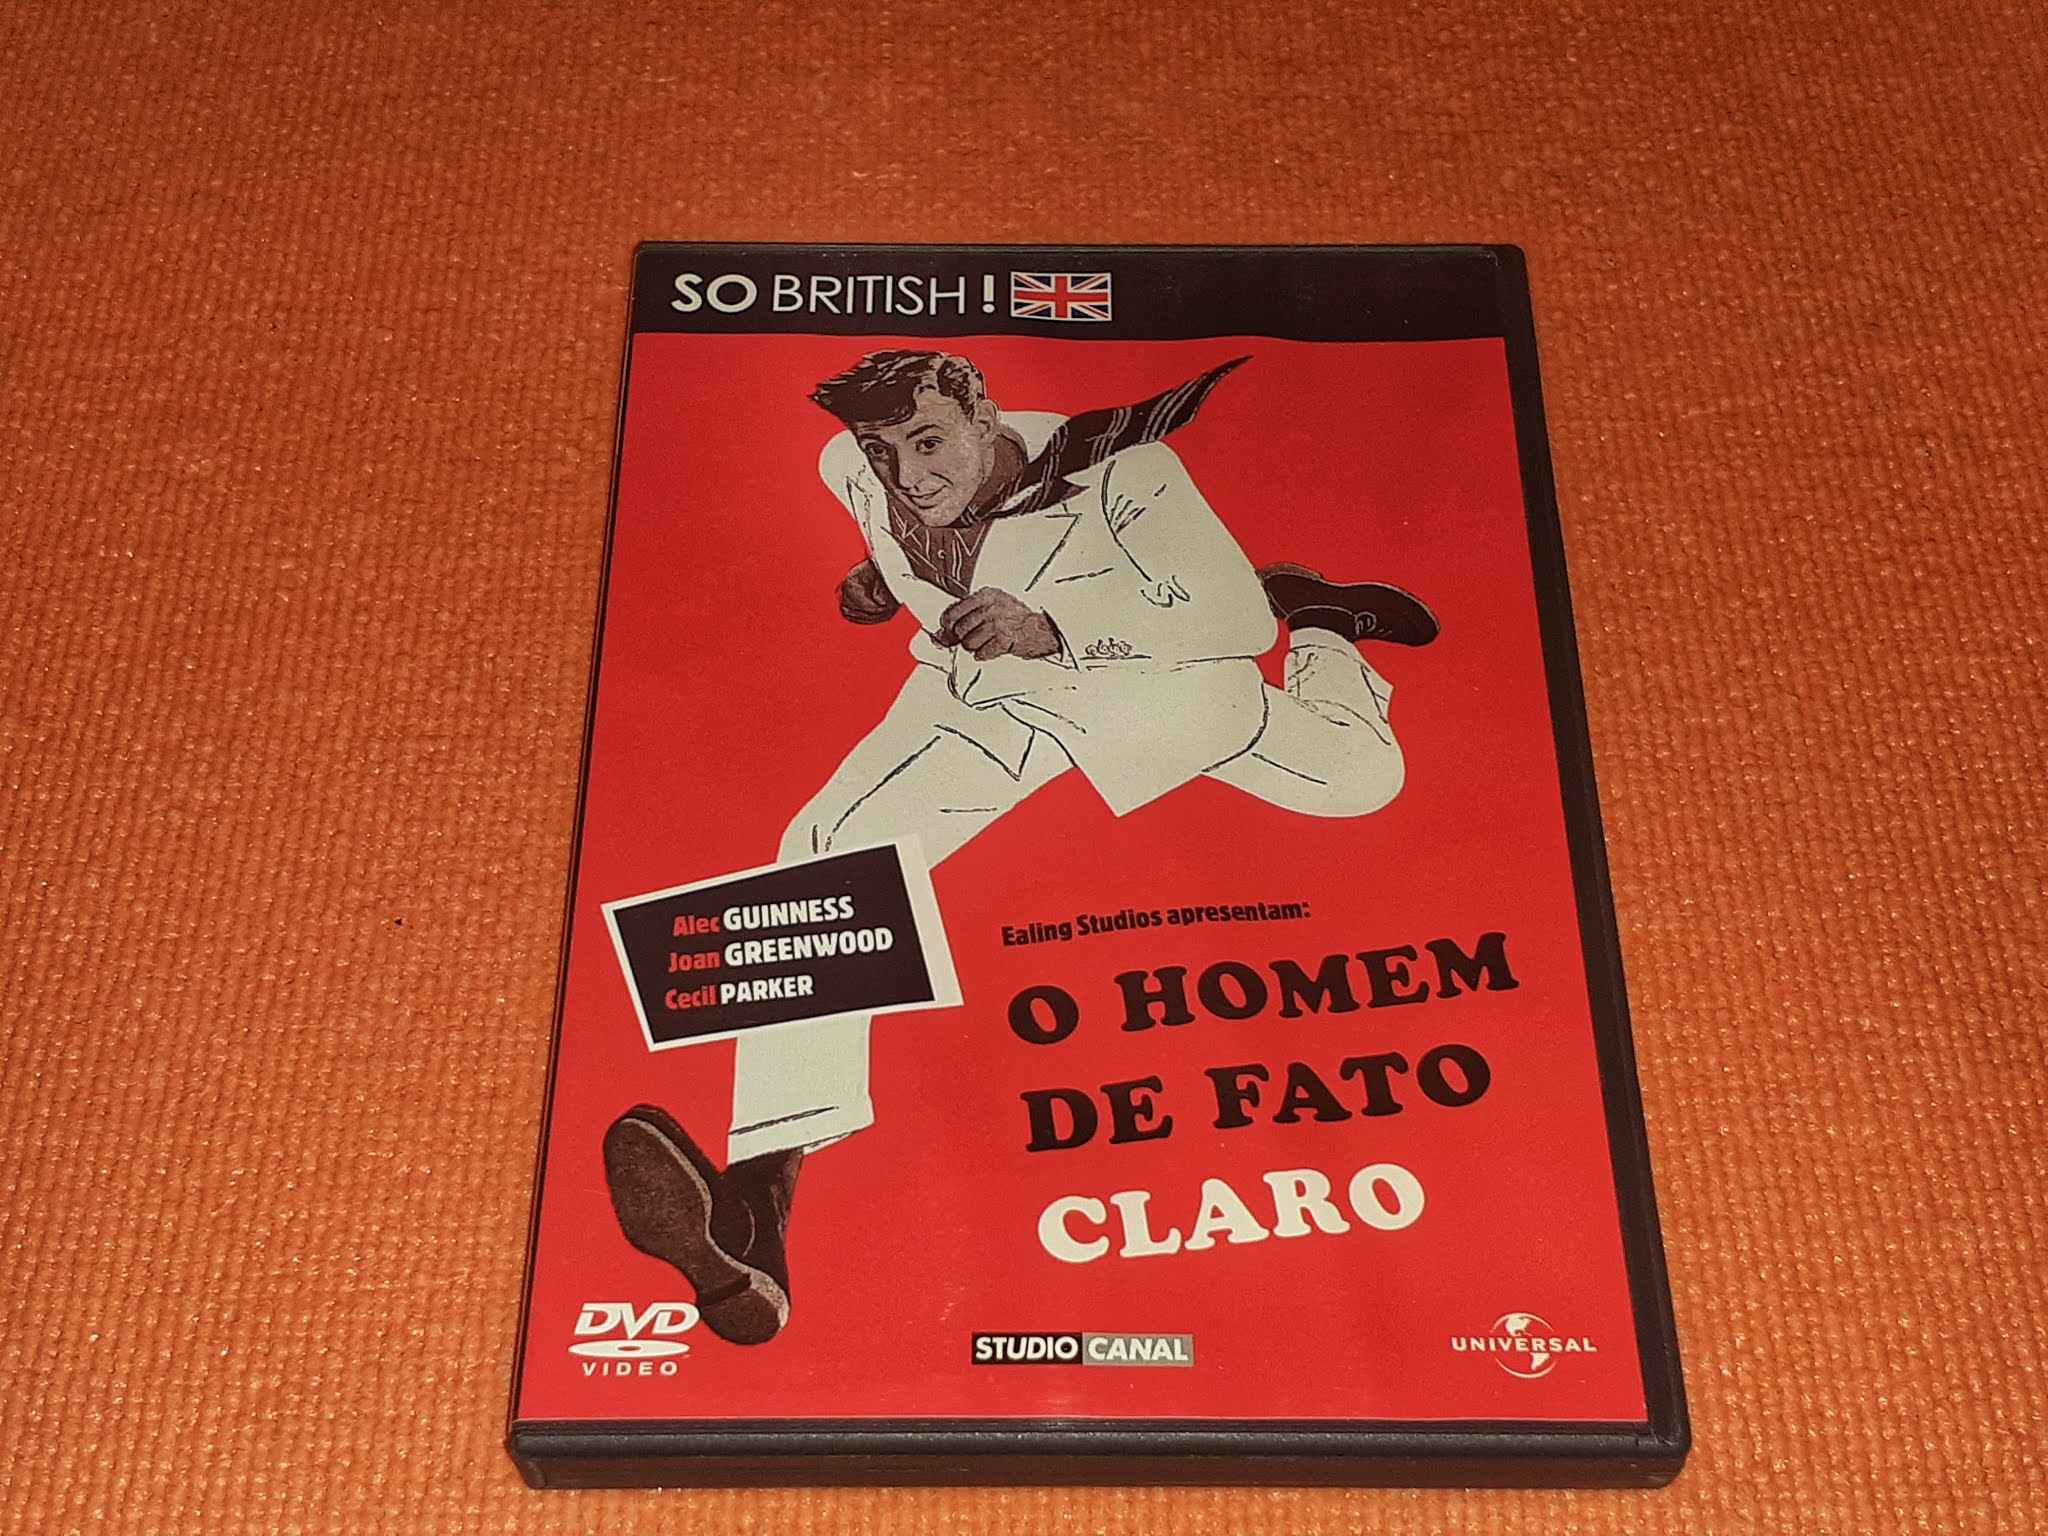 SO BRITISH!
Alec GUINNESS
Joan GREENWOOD
Cecil PARKER
Ealing Studios apresentam:
O HOMEM
DE FATO
CLARO
DVD
VIDEO
STUDIO CANAL
UNIVERSAL